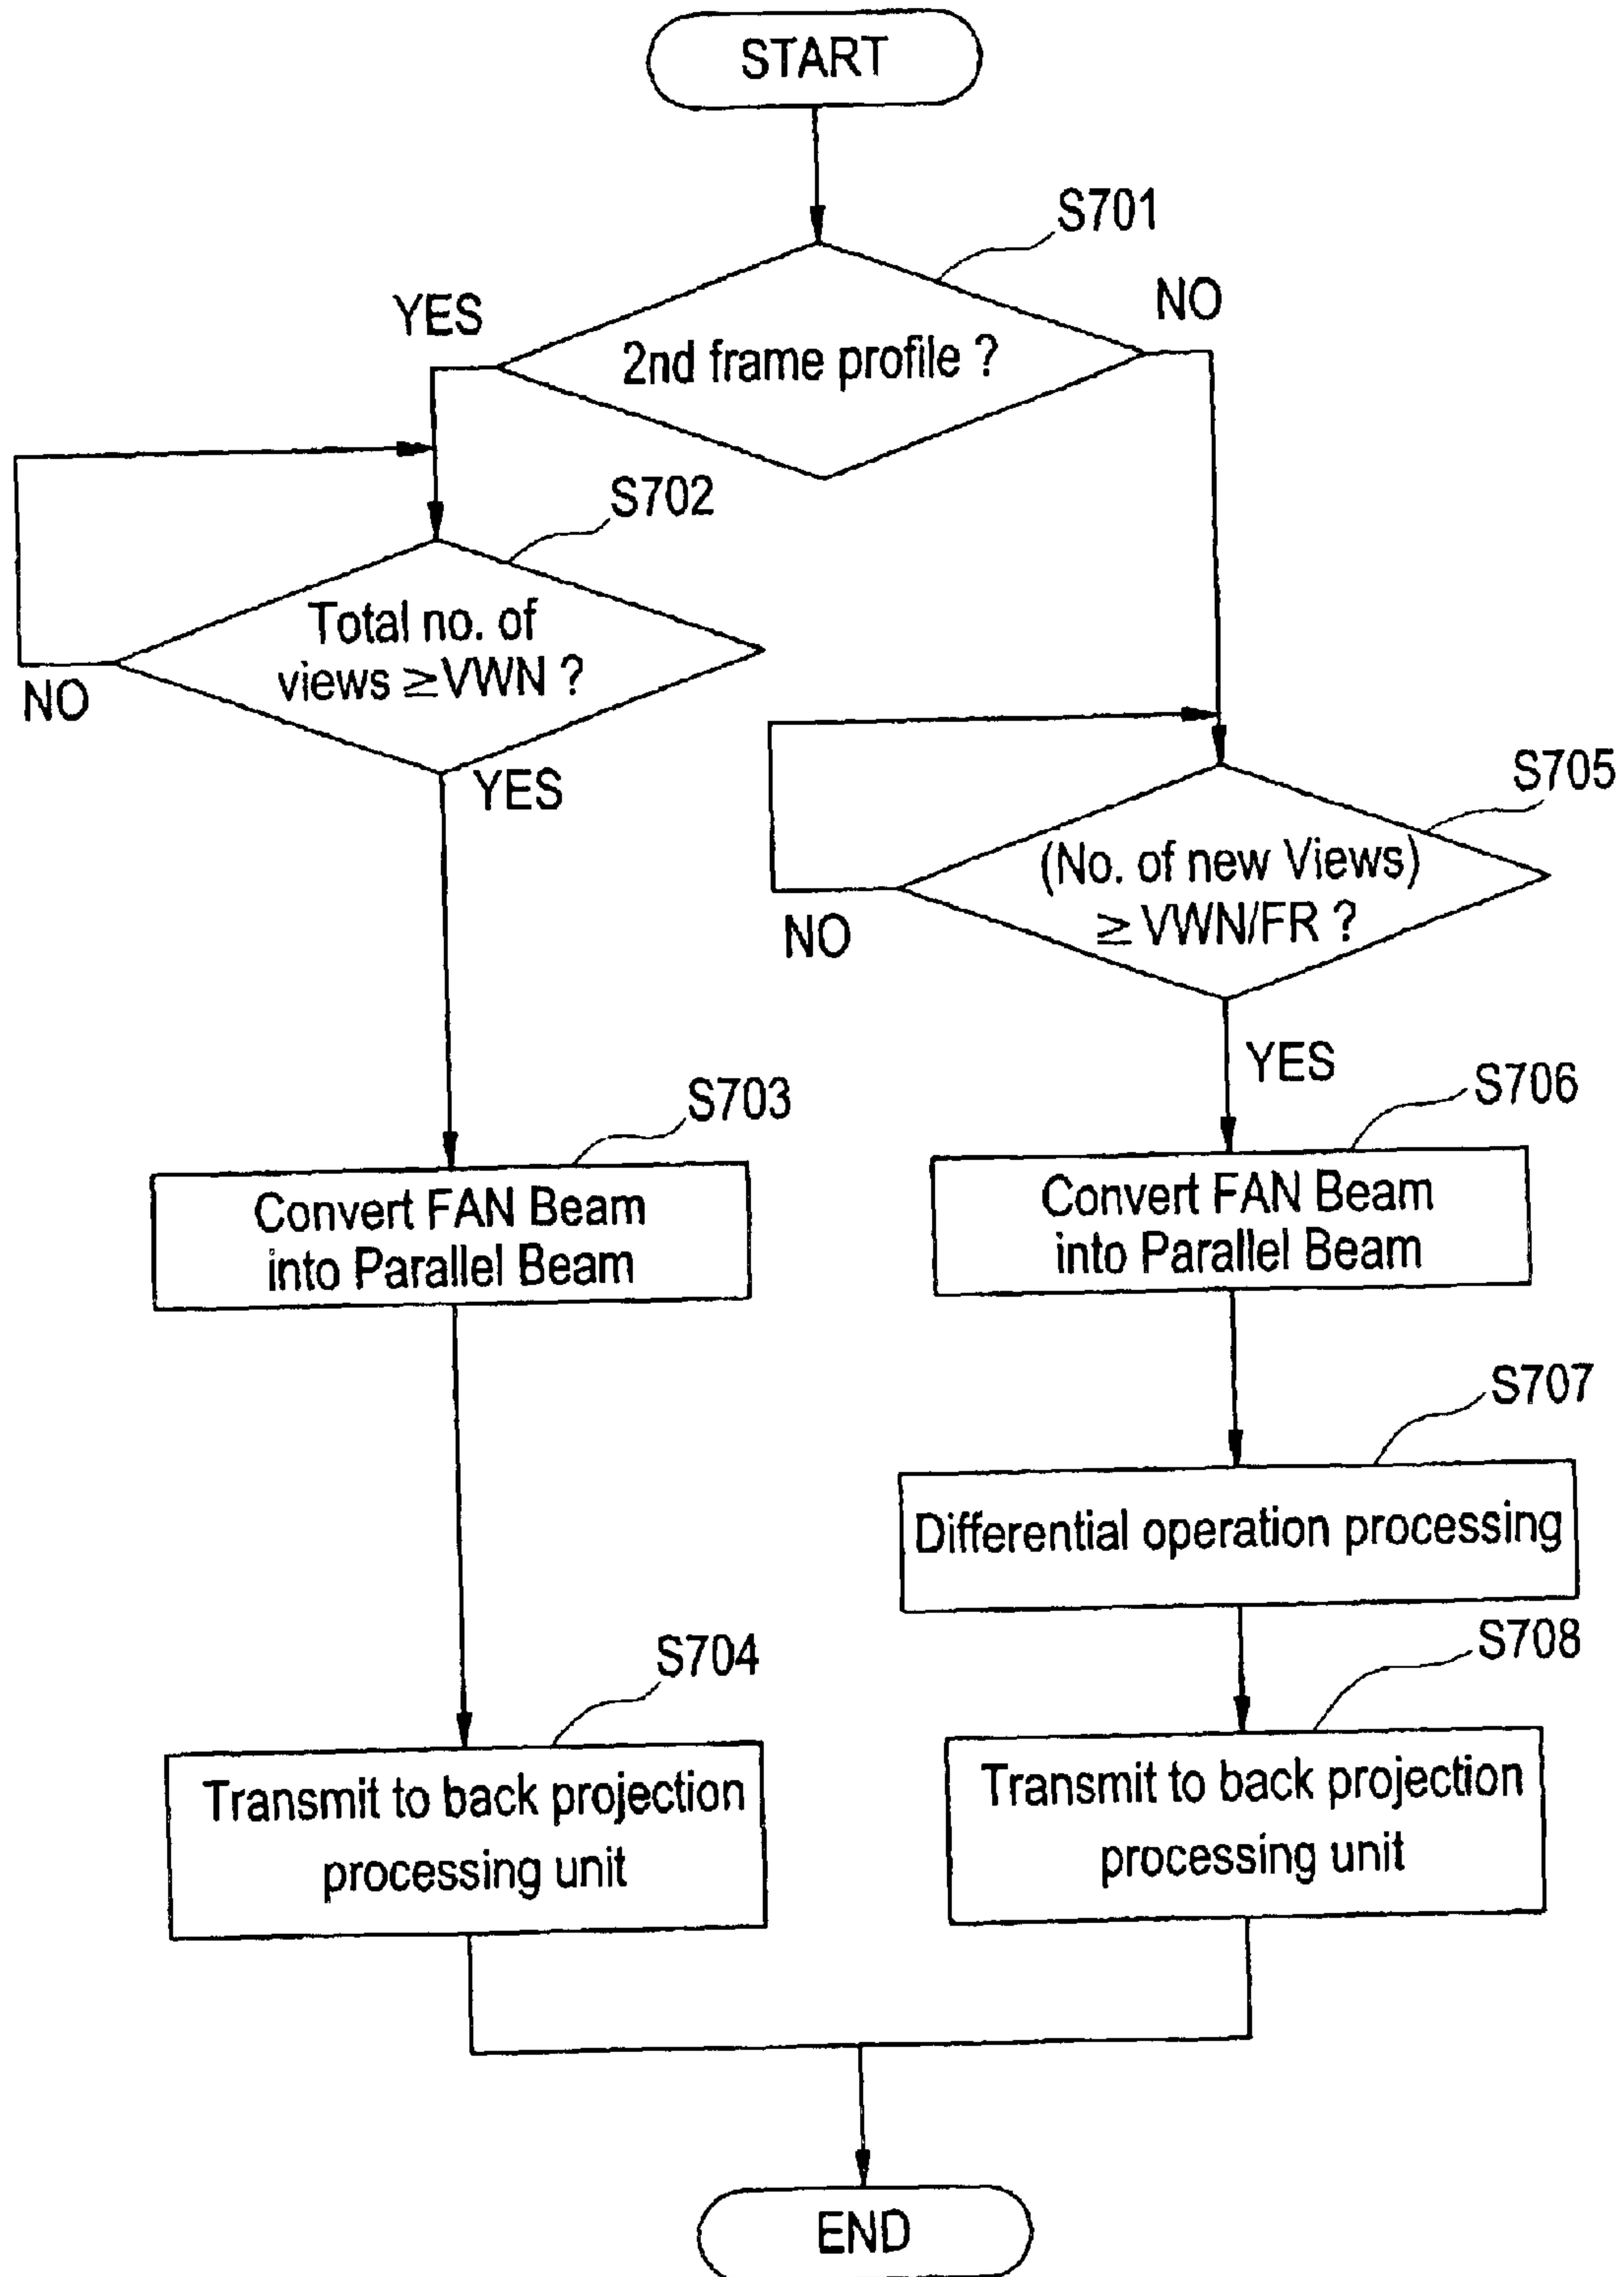 START
S701
YES
NO
2nd frame profile ?
S702
Total no. of
views ≧VWN ?
NO
YES
S705
(No. of new Views)
≧ VWN/FR ?
NO
YES
S703
Convert FAN Beam
into Parallel Beam
S706
Convert FAN Beam
into Parallel Beam
S707
Differential operation processing
S704
Transmit to back projection
processing unit
S708
Transmit to back projection
processing unit
END